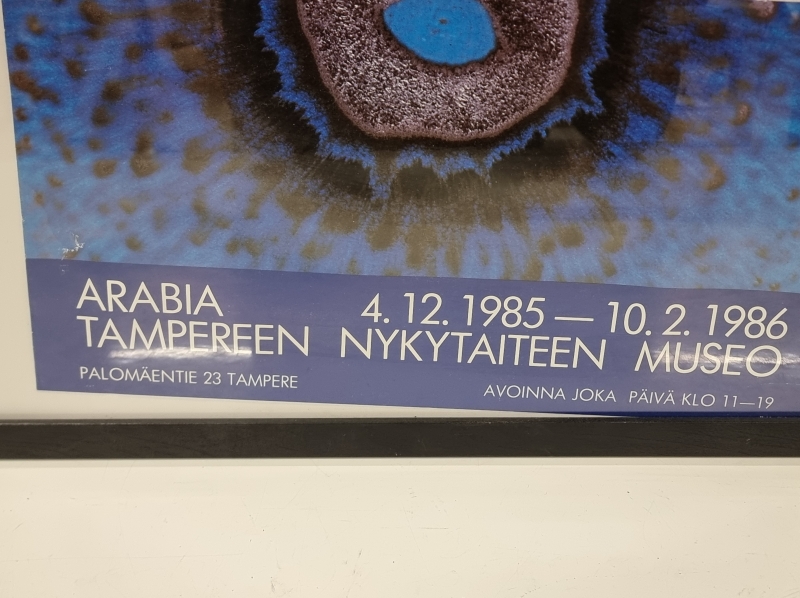 ARABIA 4. 12. 1985 — 10. 2. 1986
TAMPEREEN NYKYTAITEEN MUSEO
PALOMÄENTIE 23 TAMPERE AVOINNA JOKA PÄIVÄ KLO 11—19